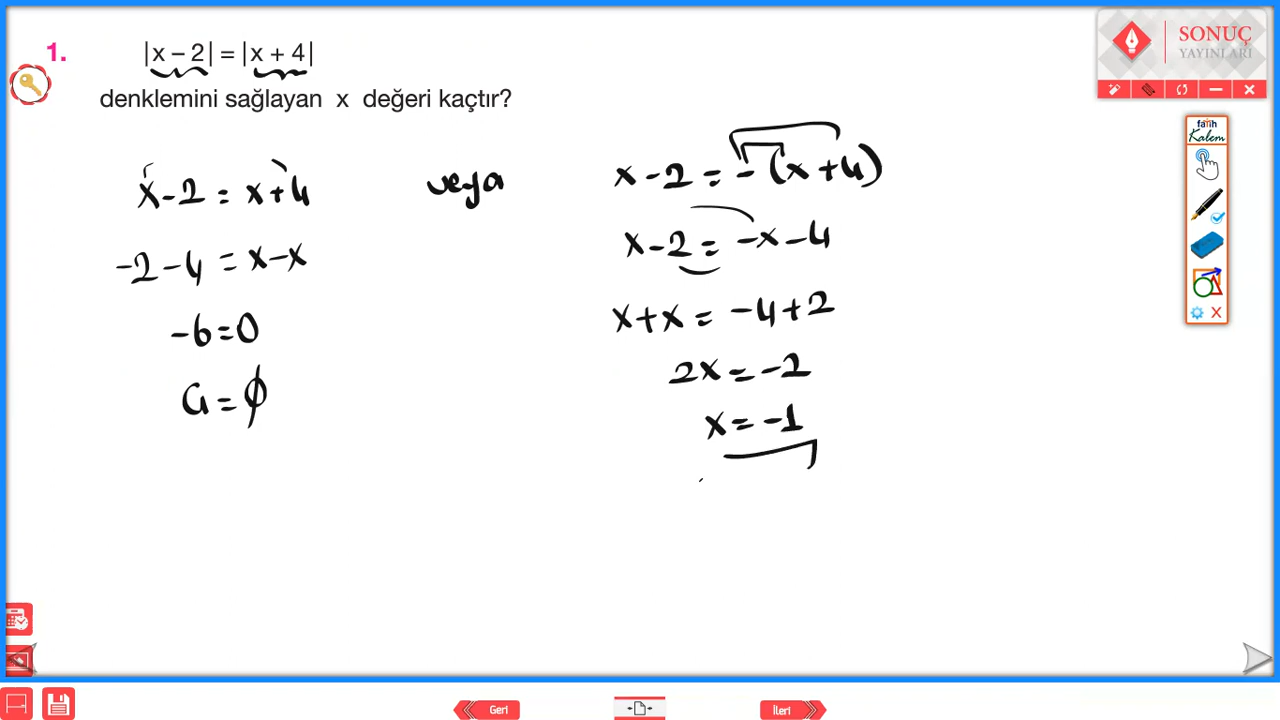 1. |x – 2| = |x + 4|
denklemini sağlayan x değeri kaçtır?
SONUÇ
YAYINLARI
fatih
Kalem
x-2 = x+4
veya
x-2 = -(x+4)
-2-4 = x-x
x-2 = -x-4
-6=0
x+x = -4+2
Ç=∅
2x=-2
x=-1
Geri
İleri